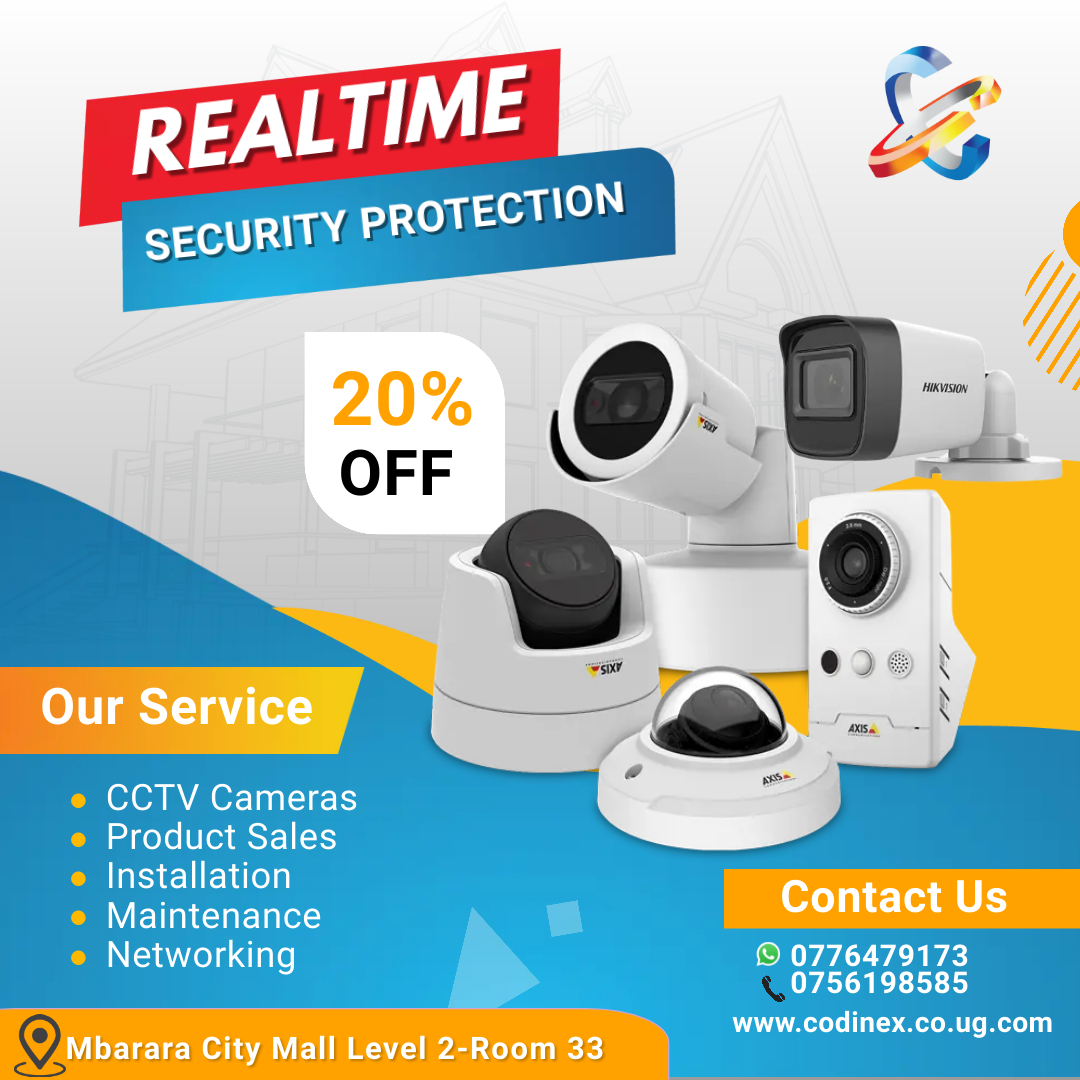 REALTIME
SECURITY PROTECTION
20%
OFF
HIKVISION
AXIS
AXIS
AXIS
AXIS
Our Service
CCTV Cameras
Product Sales
Installation
Maintenance
Networking
Contact Us
0776479173
0756198585
www.codinex.co.ug.com
Mbarara City Mall Level 2-Room 33